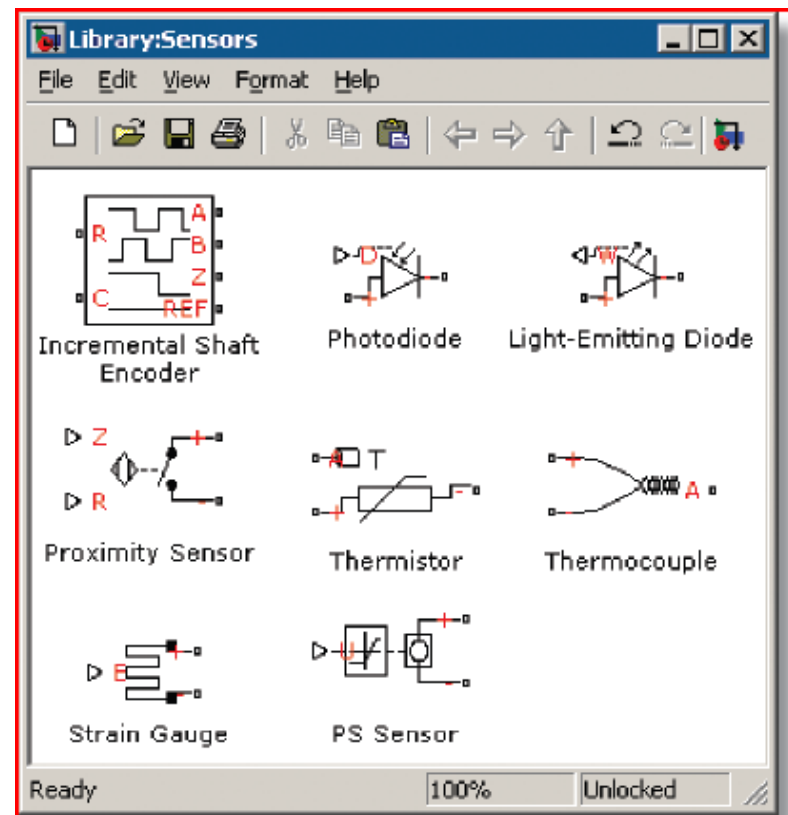 Library:Sensors
File Edit View Format Help
A
R
B
Z
C
REF
Incremental Shaft
Encoder
D
+
-
Photodiode
W
+
-
Light-Emitting Diode
Z
+
R
-
Proximity Sensor
A
T
+
-
Thermistor
+
A
-
Thermocouple
+
-
Strain Gauge
U
+
-
PS Sensor
Ready 100% Unlocked